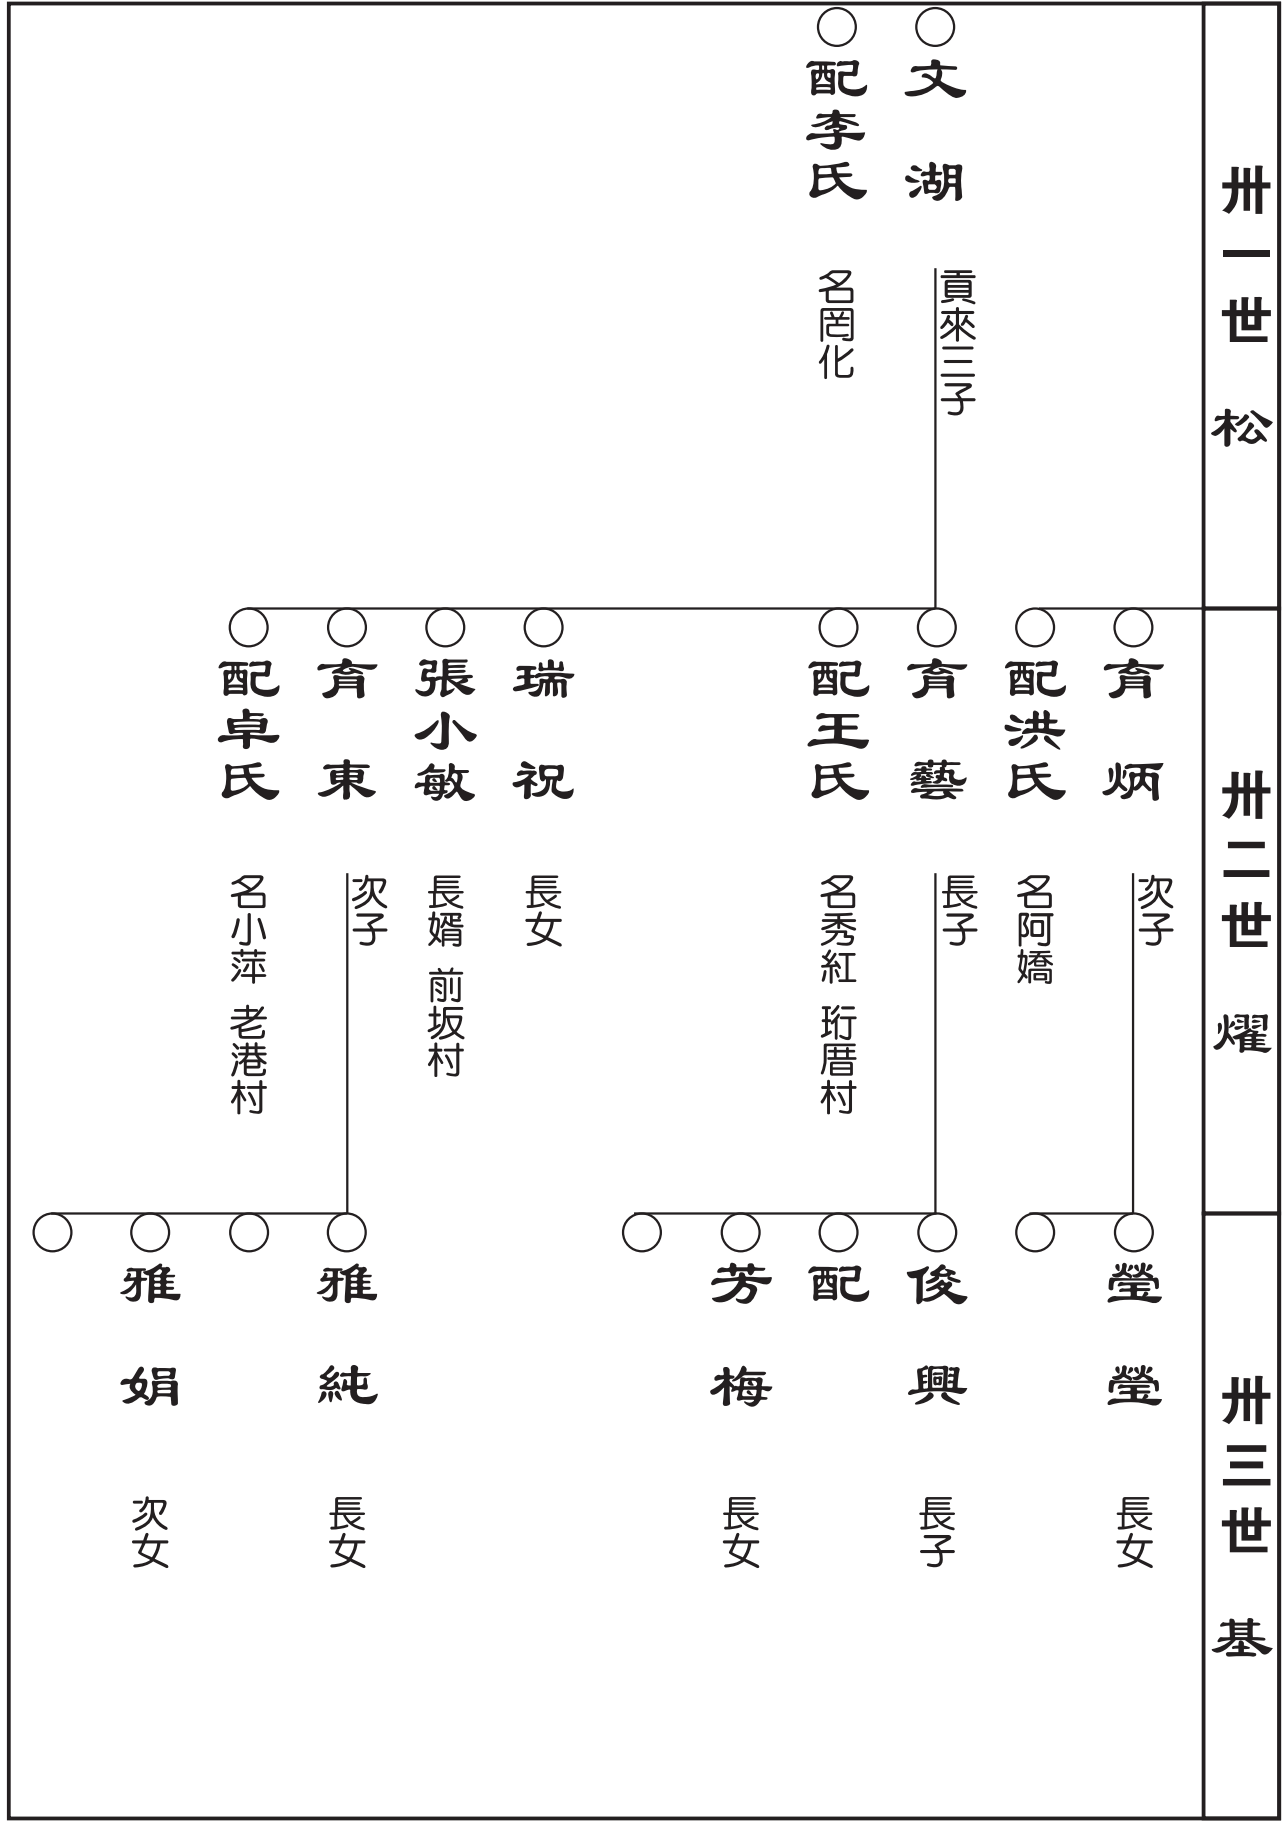 卅一世 松
文湖
貢來三子
配李氏
名罔化
卅二世 燿
育炳
次子
配洪氏
名阿嬌
育藝
長子
配王氏
名秀紅 珩厝村
瑞祝
長女
張小敏
長婿 前坂村
育東
次子
配卓氏
名小萍 老港村
卅三世 基
瑩瑩
長女
俊興
長子
配
芳梅
長女
雅純
長女
雅娟
次女